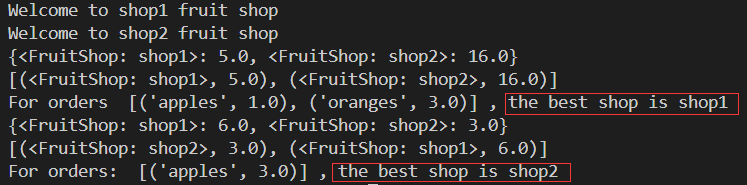 Welcome to shop1 fruit shop
Welcome to shop2 fruit shop
{<FruitShop: shop1>: 5.0, <FruitShop: shop2>: 16.0}
[(<FruitShop: shop1>, 5.0), (<FruitShop: shop2>, 16.0)]
For orders  [('apples', 1.0), ('oranges', 3.0)] ,the best shop is shop1
{<FruitShop: shop1>: 6.0, <FruitShop: shop2>: 3.0}
[(<FruitShop: shop2>, 3.0), (<FruitShop: shop1>, 6.0)]
For orders:  [('apples', 3.0)] ,the best shop is shop2